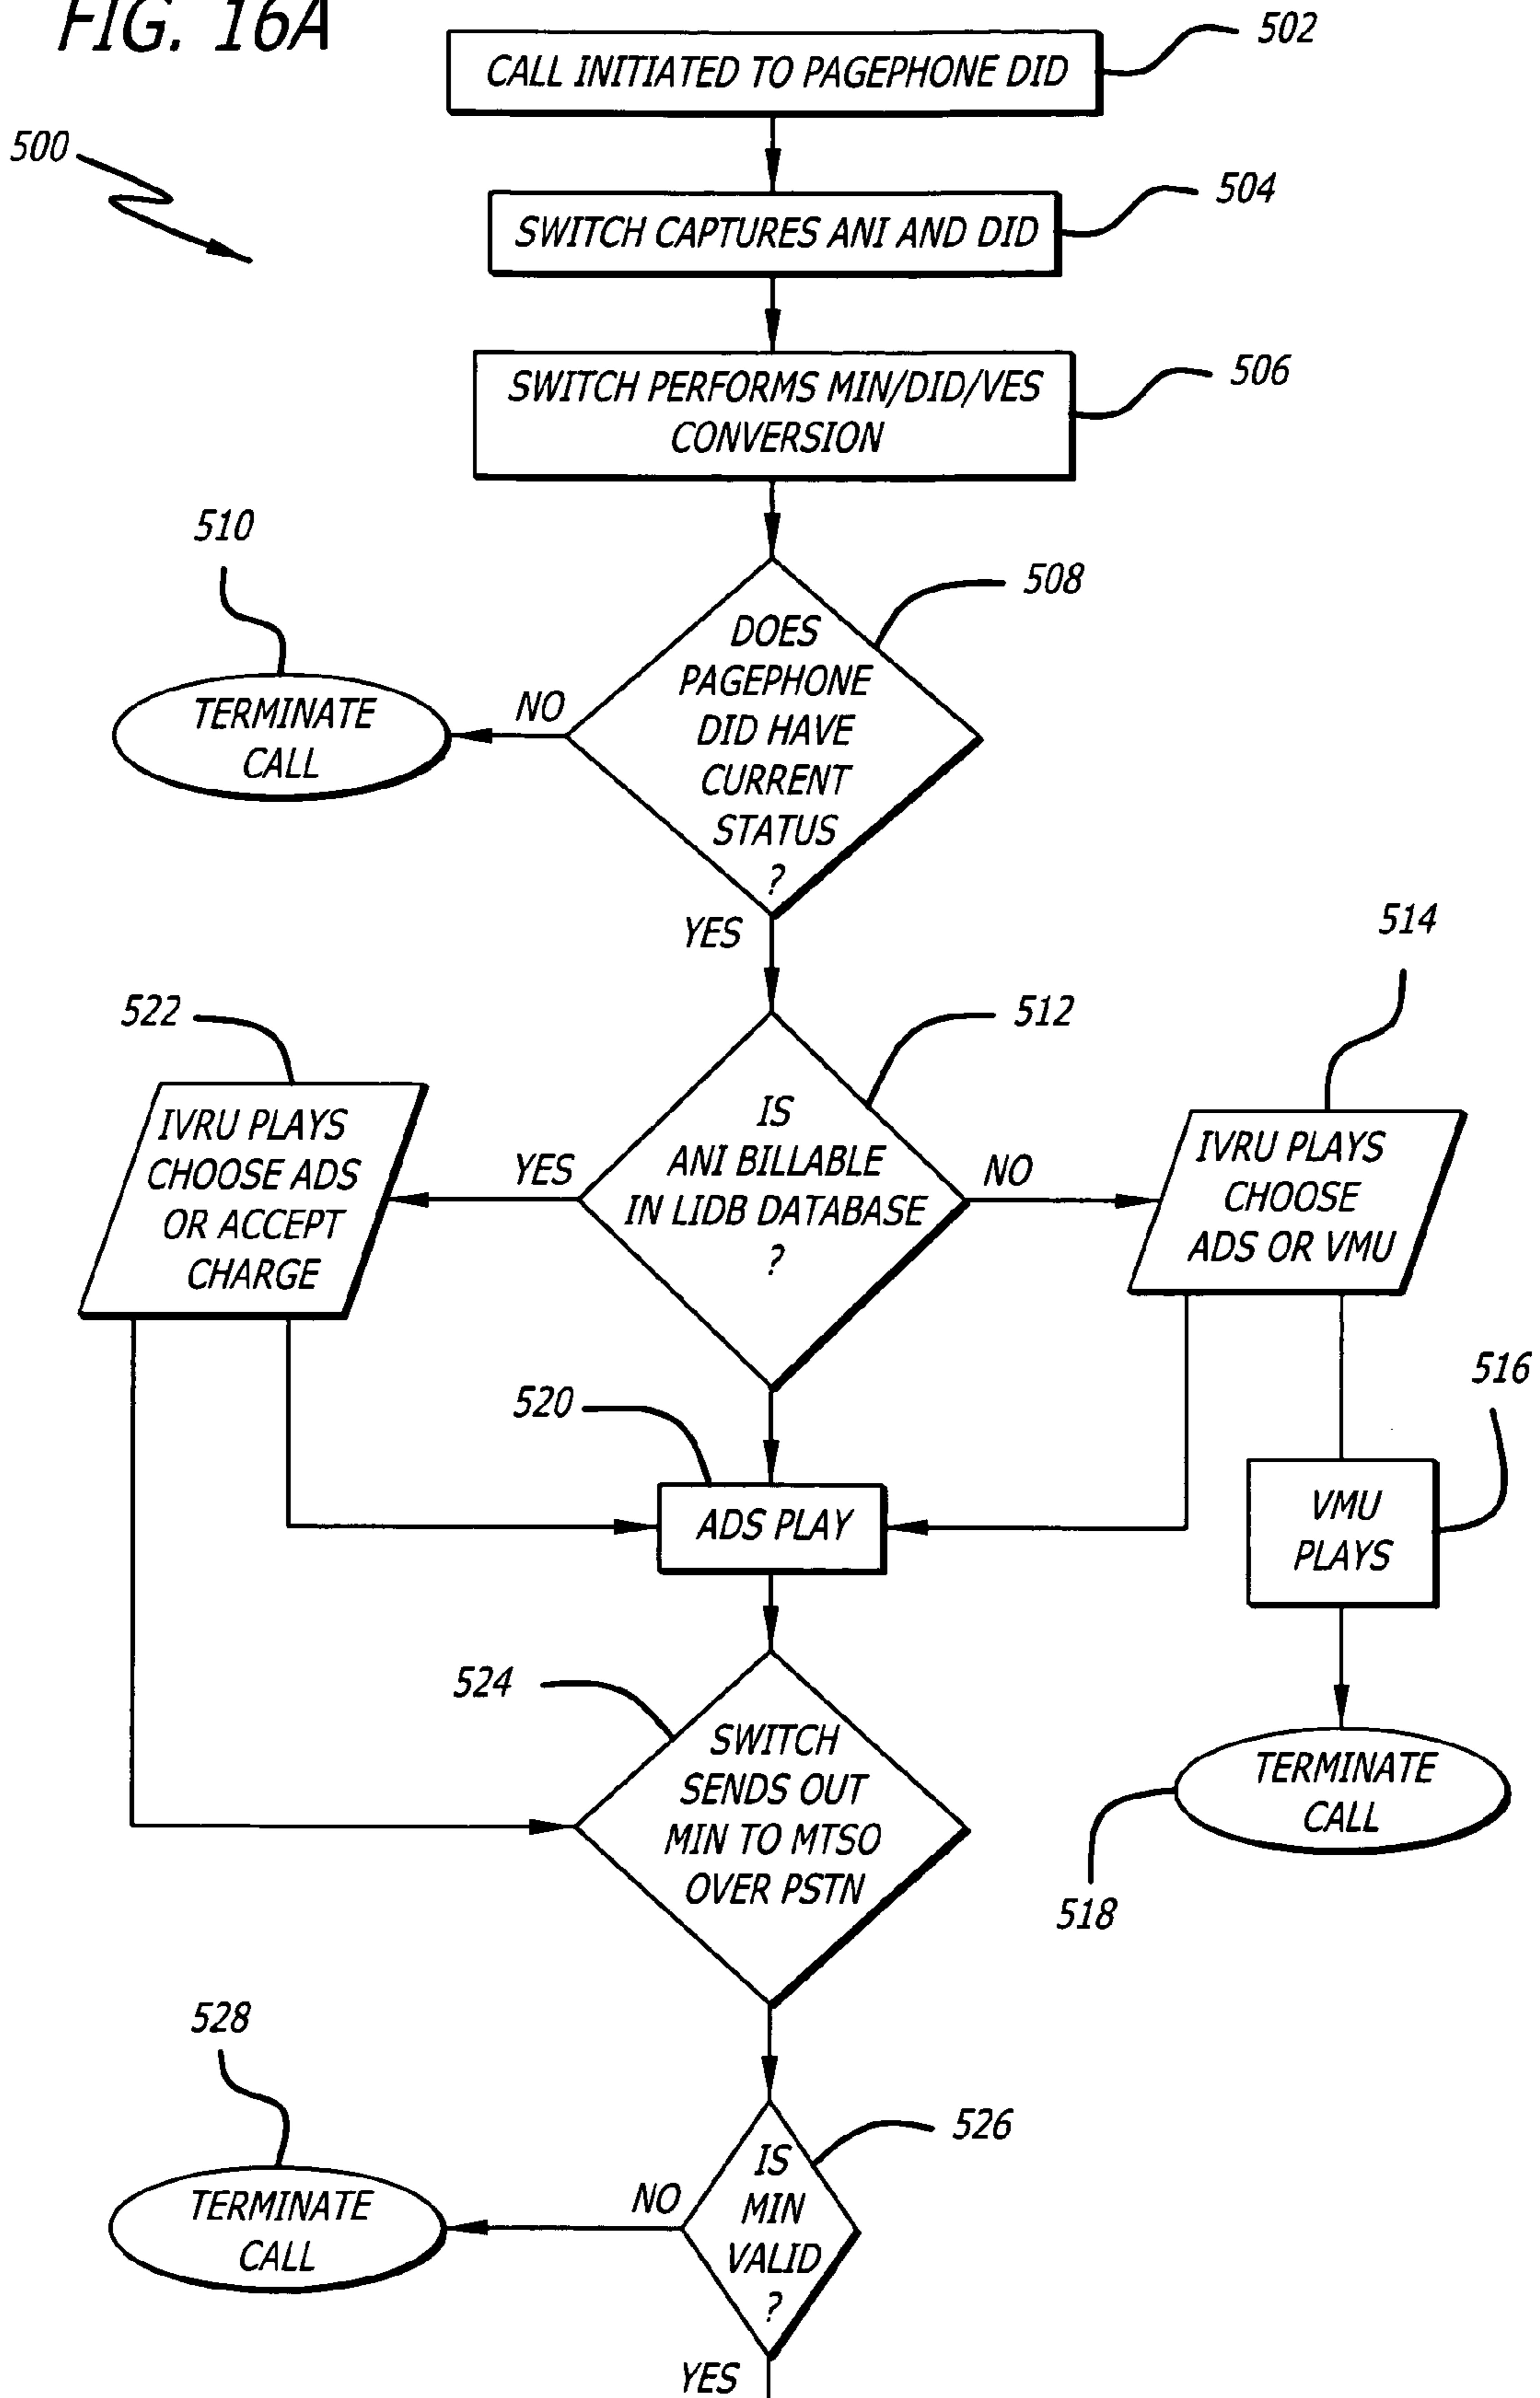 FIG. 16A
502
CALL INITIATED TO PAGEPHONE DID
500
504
SWITCH CAPTURES ANI AND DID
506
SWITCH PERFORMS MIN/DID/VES
CONVERSION
510
508
DOES
PAGEPHONE
DID HAVE
CURRENT
STATUS
?
NO
TERMINATE
CALL
YES
514
522
512
IVRU PLAYS
CHOOSE ADS
OR ACCEPT
CHARGE
YES
IS
ANI BILLABLE
IN LIDB DATABASE
?
NO
IVRU PLAYS
CHOOSE
ADS OR VMU
516
520
ADS PLAY
VMU
PLAYS
524
SWITCH
SENDS OUT
MIN TO MTSO
OVER PSTN
TERMINATE
CALL
518
528
526
IS
MIN
VALID
?
NO
TERMINATE
CALL
YES